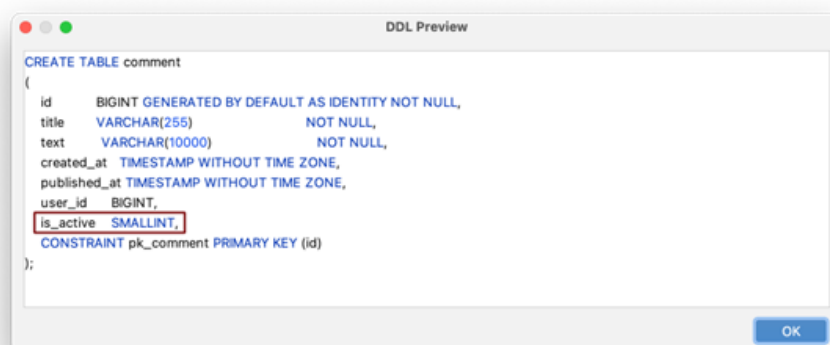 DDL Preview
CREATE TABLE comment
(
id BIGINT GENERATED BY DEFAULT AS IDENTITY NOT NULL,
title VARCHAR(255) NOT NULL,
text VARCHAR(10000) NOT NULL,
created_at TIMESTAMP WITHOUT TIME ZONE,
published_at TIMESTAMP WITHOUT TIME ZONE,
user_id BIGINT,
is_active SMALLINT,
CONSTRAINT pk_comment PRIMARY KEY (id)
);
OK